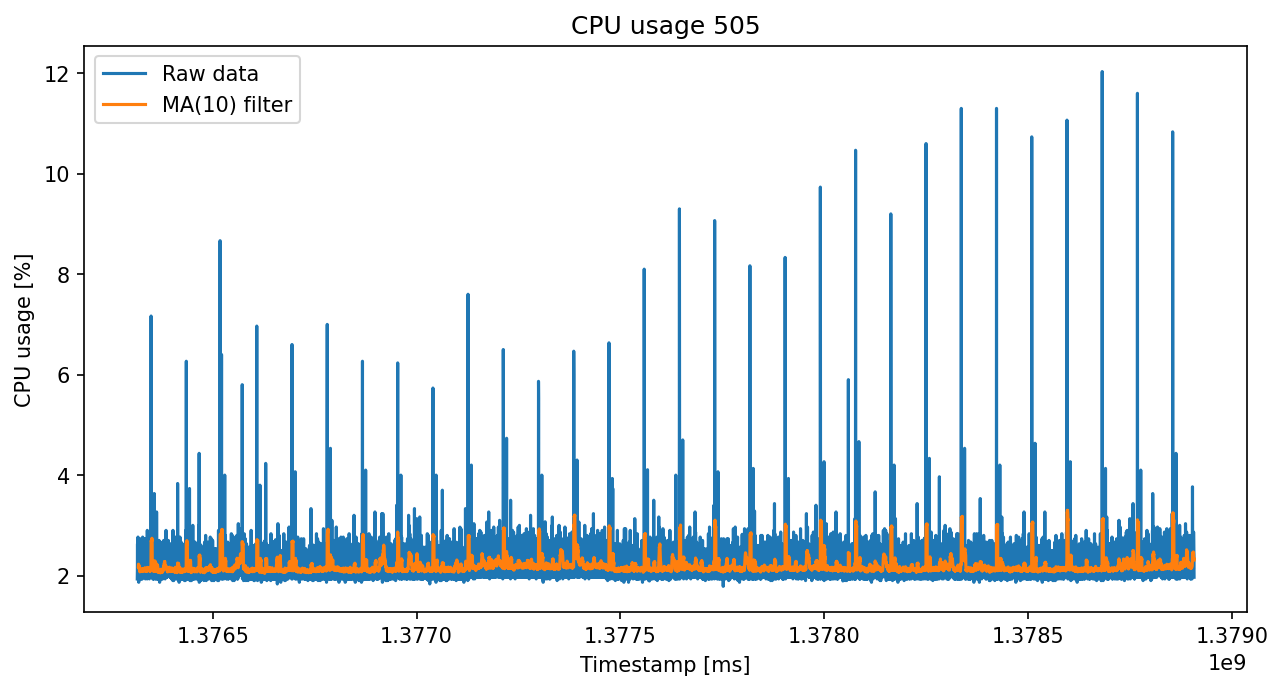 CPU usage 505
Raw data
MA(10) filter
CPU usage [%]
12
10
8
6
4
2
1.3765 1.3770 1.3775 1.3780 1.3785 1.3790
1e9
Timestamp [ms]